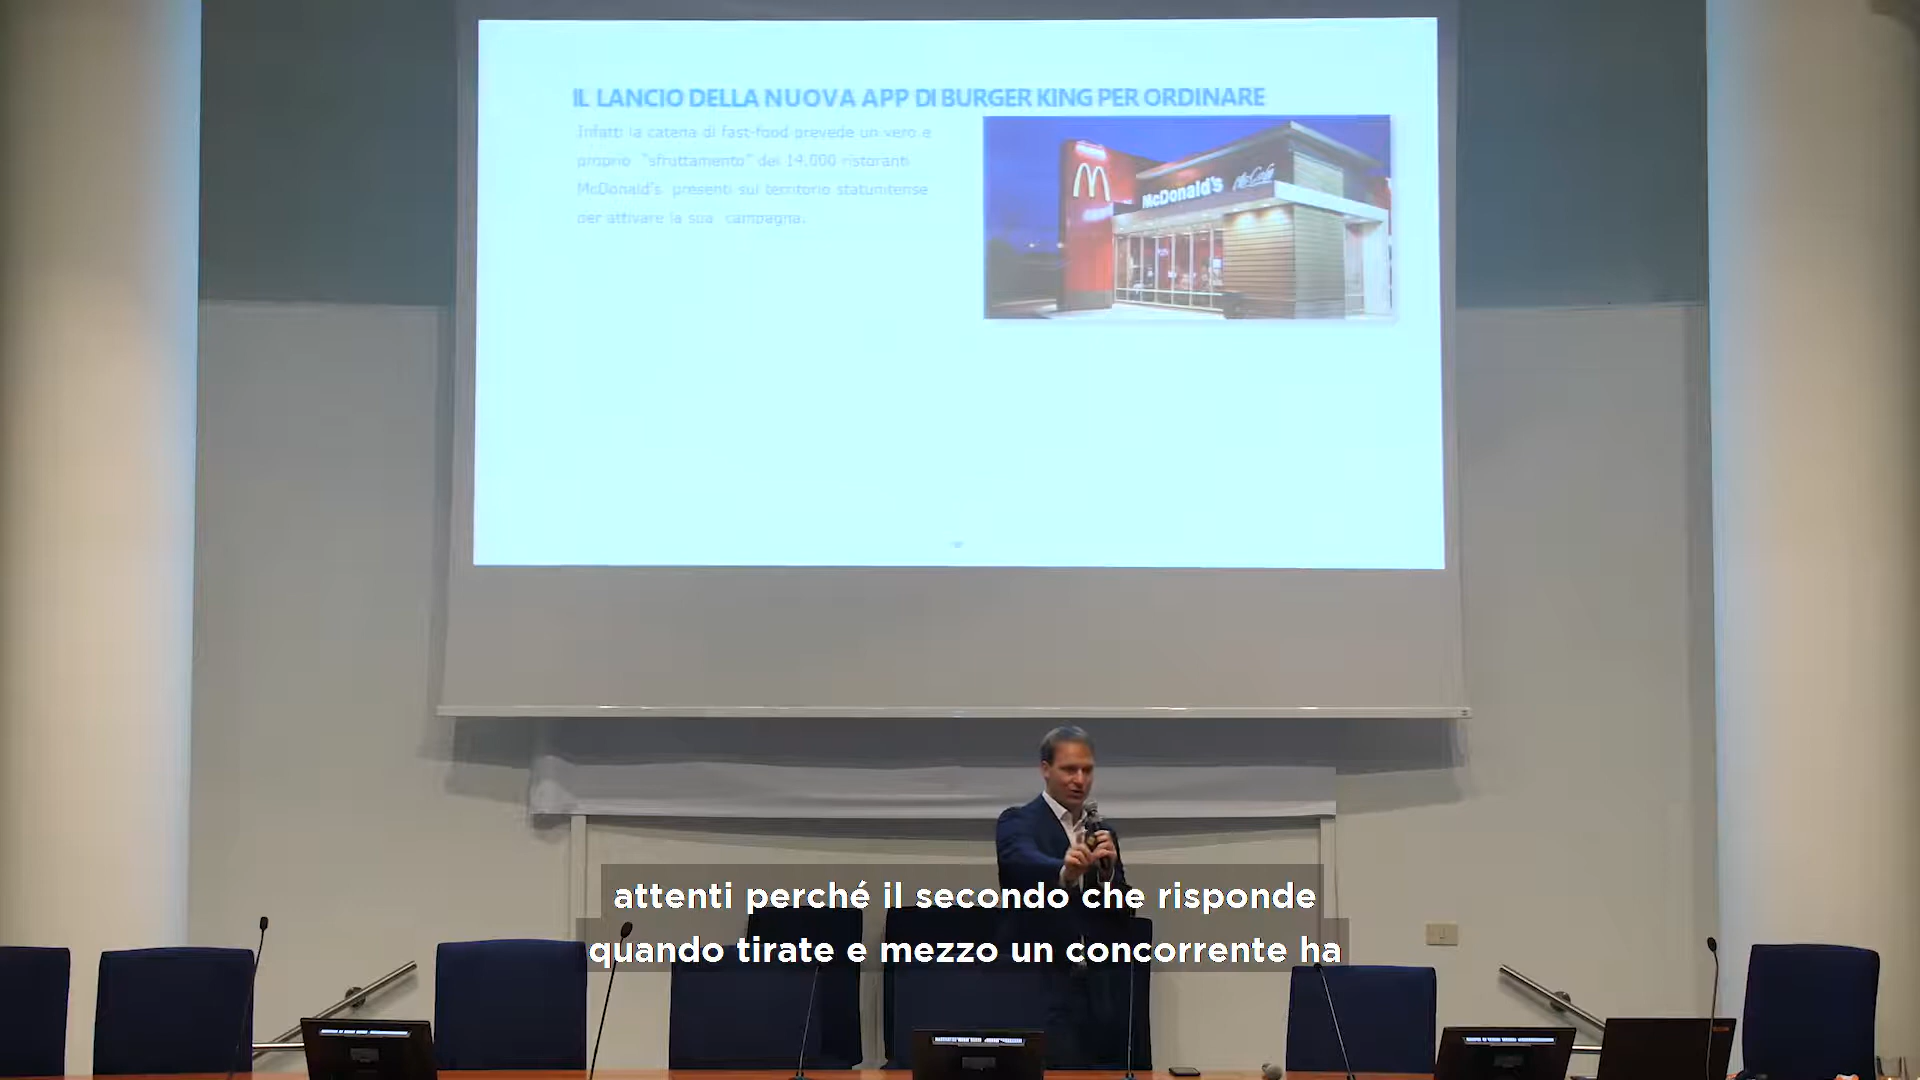 IL LANCIO DELLA NUOVA APP DI BURGER KING PER ORDINARE
Infatti la catena di fast-food prevede un vero e
proprio "sfruttamento" dei 14.000 ristoranti
McDonald's presenti sul territorio statunitense
per attivare la sua campagna.
McDonald's McCafé
attenti perché il secondo che risponde
quando tirate e mezzo un concorrente ha